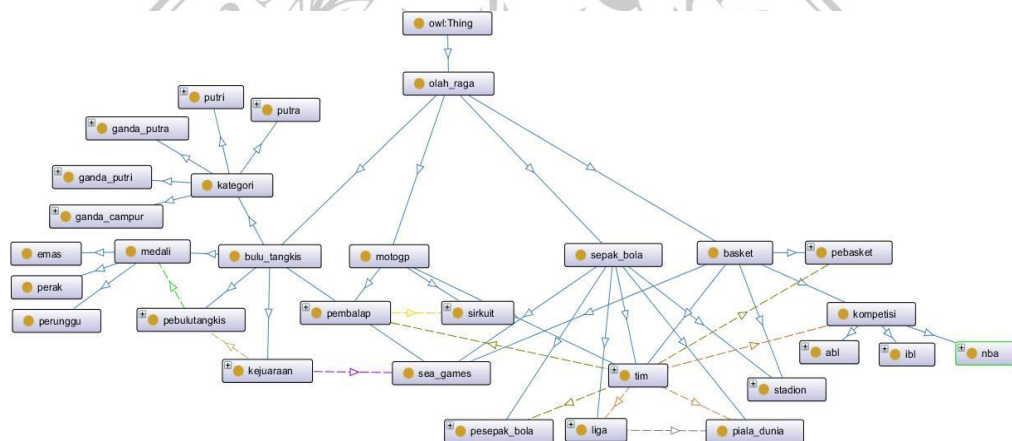 owl:Thing
olah_raga
putri
putra
ganda_putra
ganda_putri
kategori
ganda_campur
emas
medali
bulu_tangkis
motogp
sepak_bola
basket
pebasket
perak
perunggu
pebulutangkis
pembalap
sirkuit
kompetisi
abl
ibl
nba
kejuaraan
sea_games
tim
stadion
pesepak_bola
liga
piala_dunia